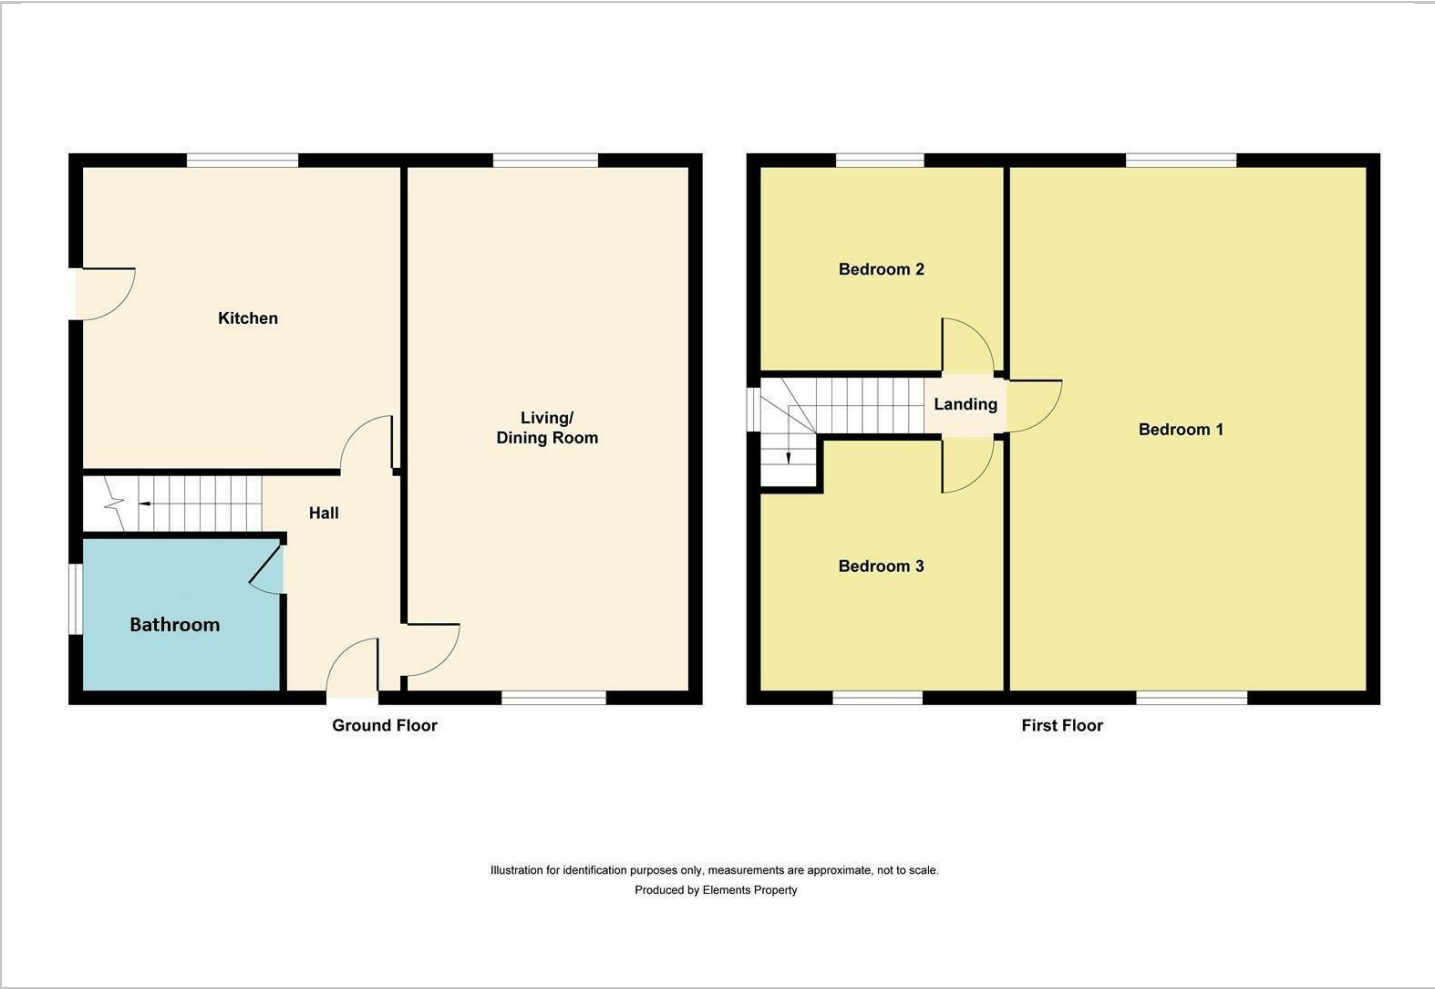 Kitchen
Living/
Dining Room
Hall
Bathroom
Ground Floor
Bedroom 2
Landing
Bedroom 1
Bedroom 3
First Floor
Illustration for identification purposes only, measurements are approximate, not to scale.
Produced by Elements Property